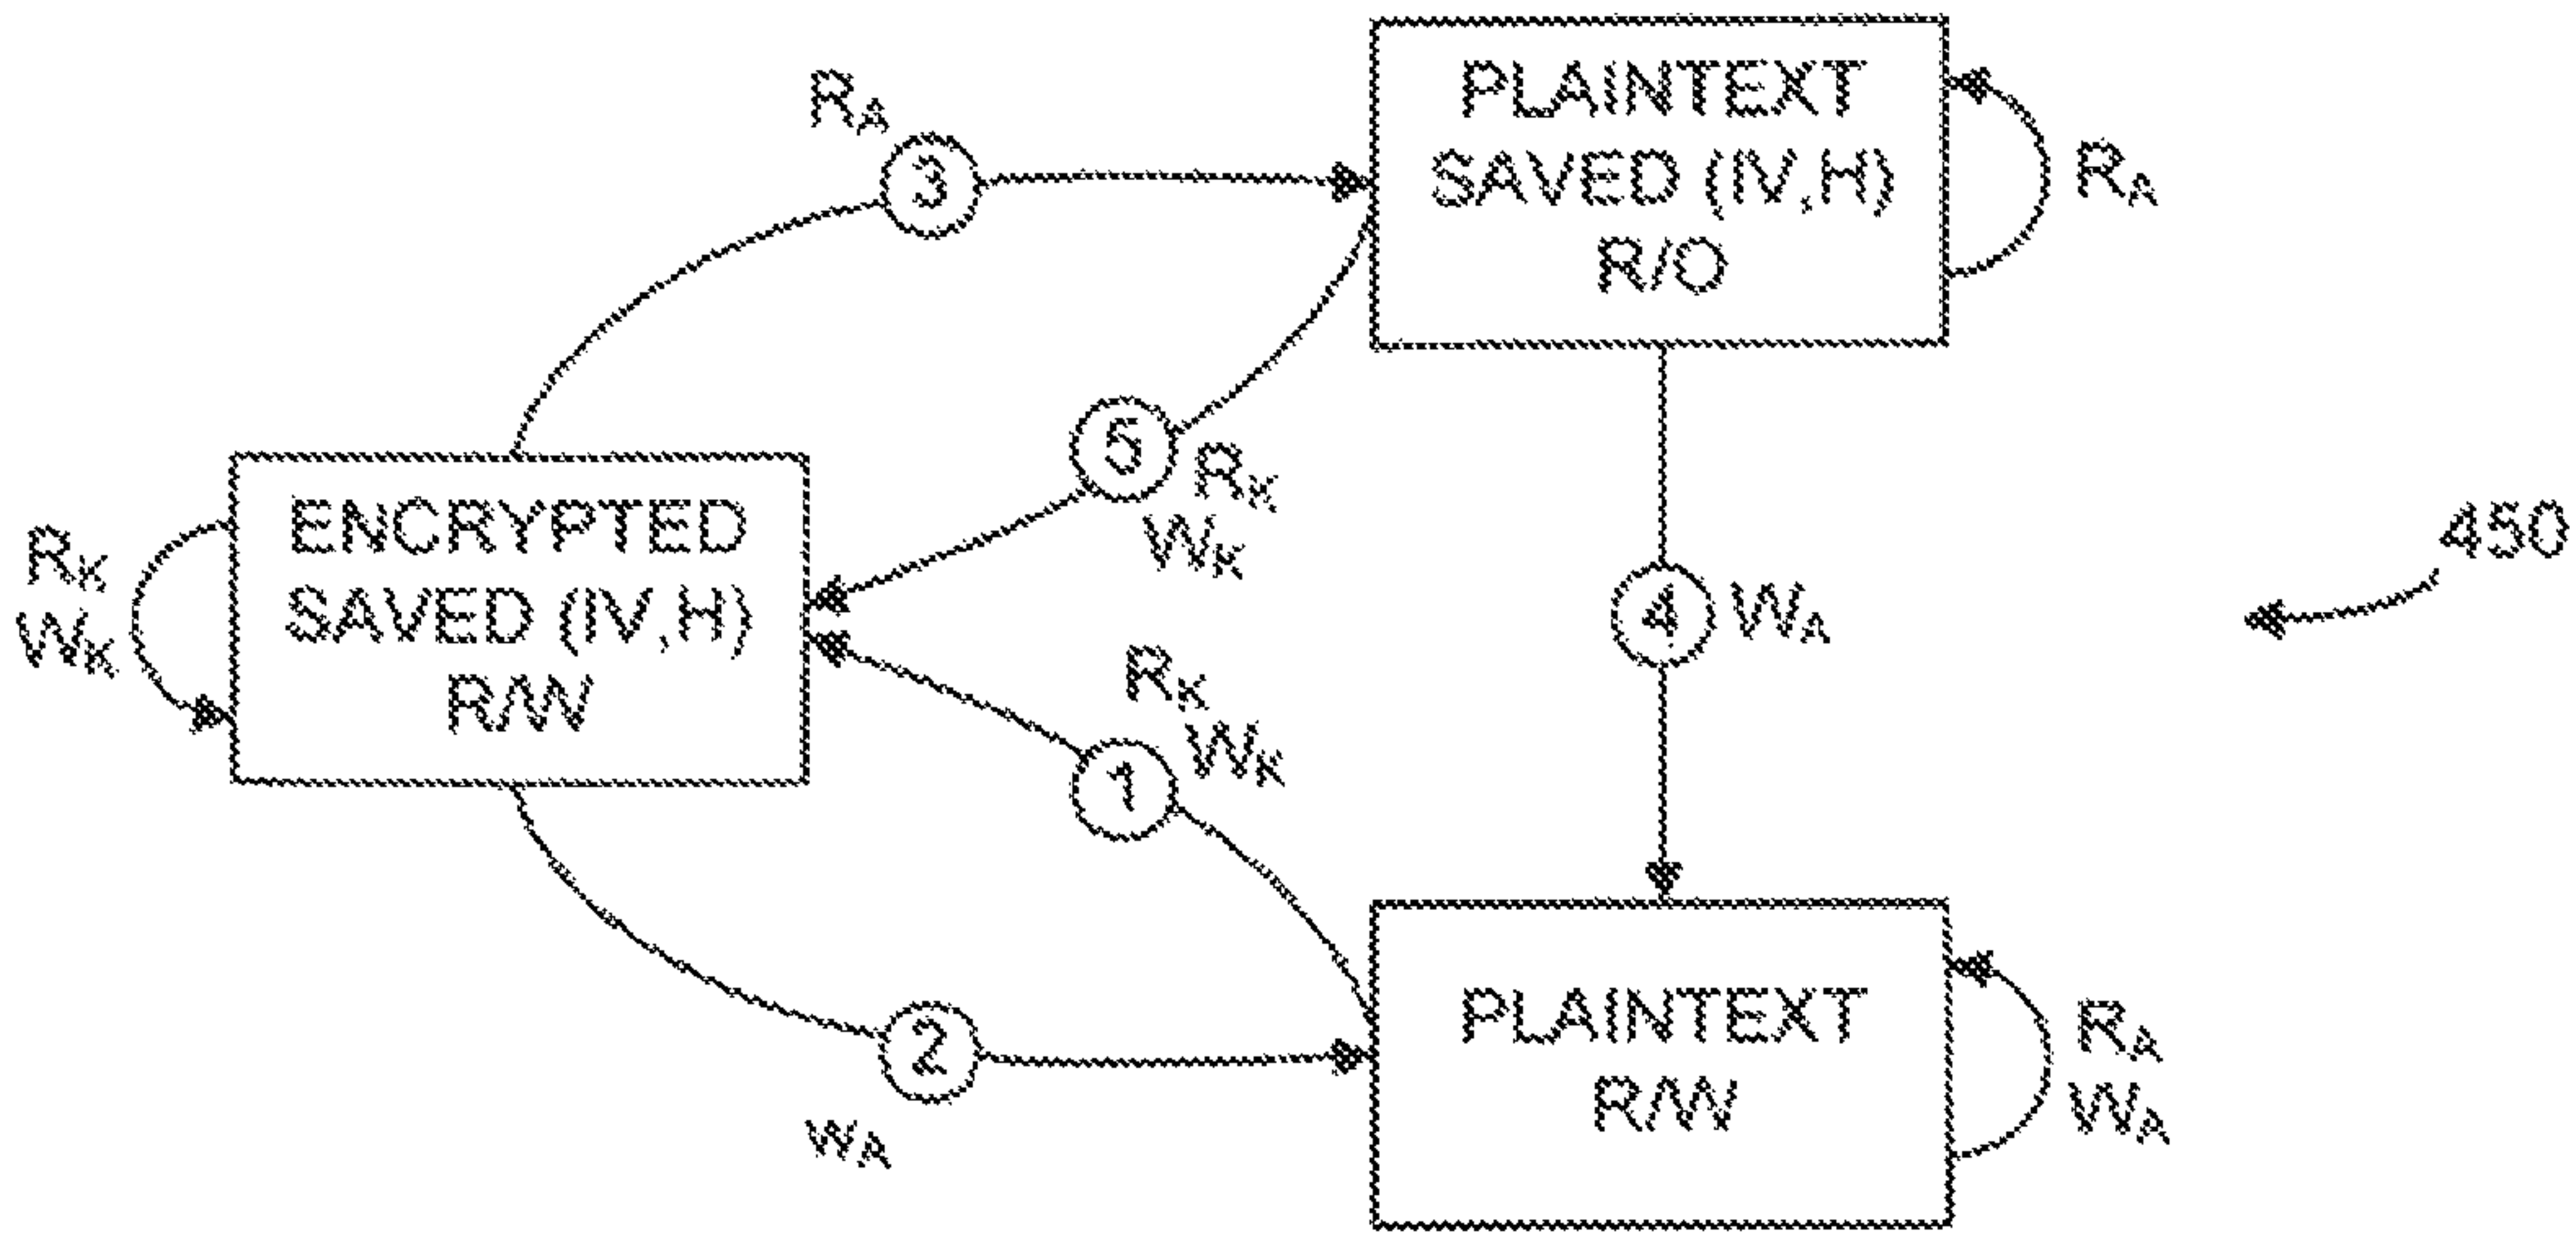 RA
3
PLAINTEXT
SAVED (IV,H)
R/O
RA
5
RK
WK
ENCRYPTED
SAVED (IV,H)
R/W
RK
WK
4
WA
450
RK
WK
1
2
WA
PLAINTEXT
R/W
RA
WA